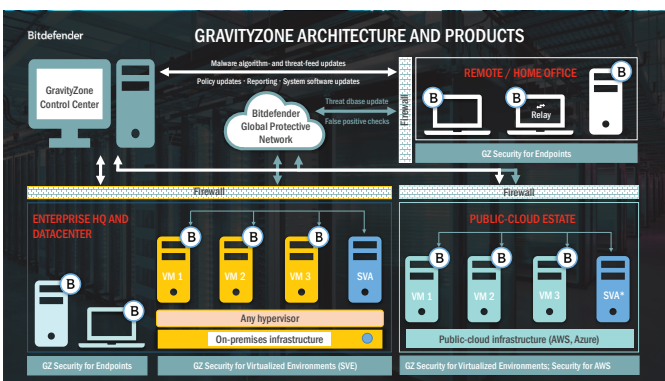 Bitdefender
GRAVITYZONE ARCHITECTURE AND PRODUCTS
GravityZone
Control Center
Malware algorithm- and threat-feed updates
Policy updates · Reporting · System software updates
Bitdefender
Global Protective
Network
Threat dbase update
False positive checks
Firewall
REMOTE / HOME OFFICE
B
B
B
Relay
GZ Security for Endpoints
Firewall
Firewall
ENTERPRISE HQ AND
DATACENTER
B
B
B
B
B
VM 1
VM 2
VM 3
SVA
Any hypervisor
On-premises infrastructure
GZ Security for Endpoints
GZ Security for Virtualized Environments (SVE)
PUBLIC-CLOUD ESTATE
B
B
B
VM 1
VM 2
VM 3
SVA*
Public-cloud infrastructure (AWS, Azure)
GZ Security for Virtualized Environments; Security for AWS